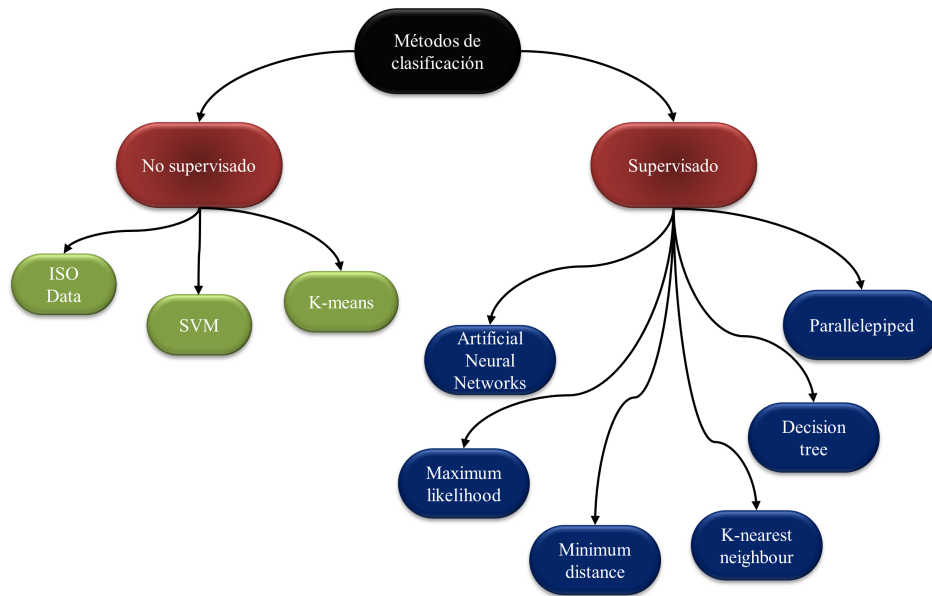 Métodos de
clasificación
No supervisado
Supervisado
ISO
Data
SVM
K-means
Artificial
Neural
Networks
Parallelepiped
Maximum
likelihood
Decision
tree
Minimum
distance
K-nearest
neighbour